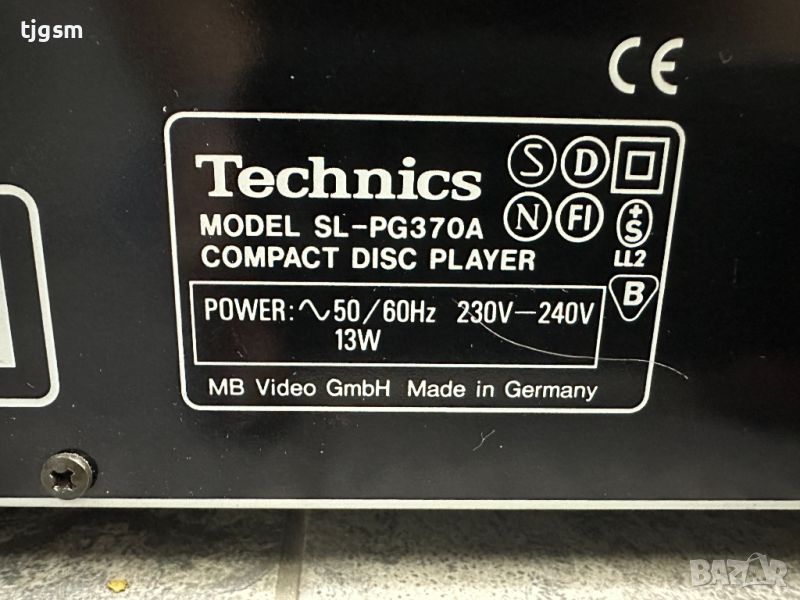 tjgsm
CE
Technics
S D
MODEL SL-PG370A
N FI
+S
COMPACT DISC PLAYER
LL2
B
POWER: ∿50/60Hz 230V—240V
13W
MB Video GmbH Made in Germany
BAZAR